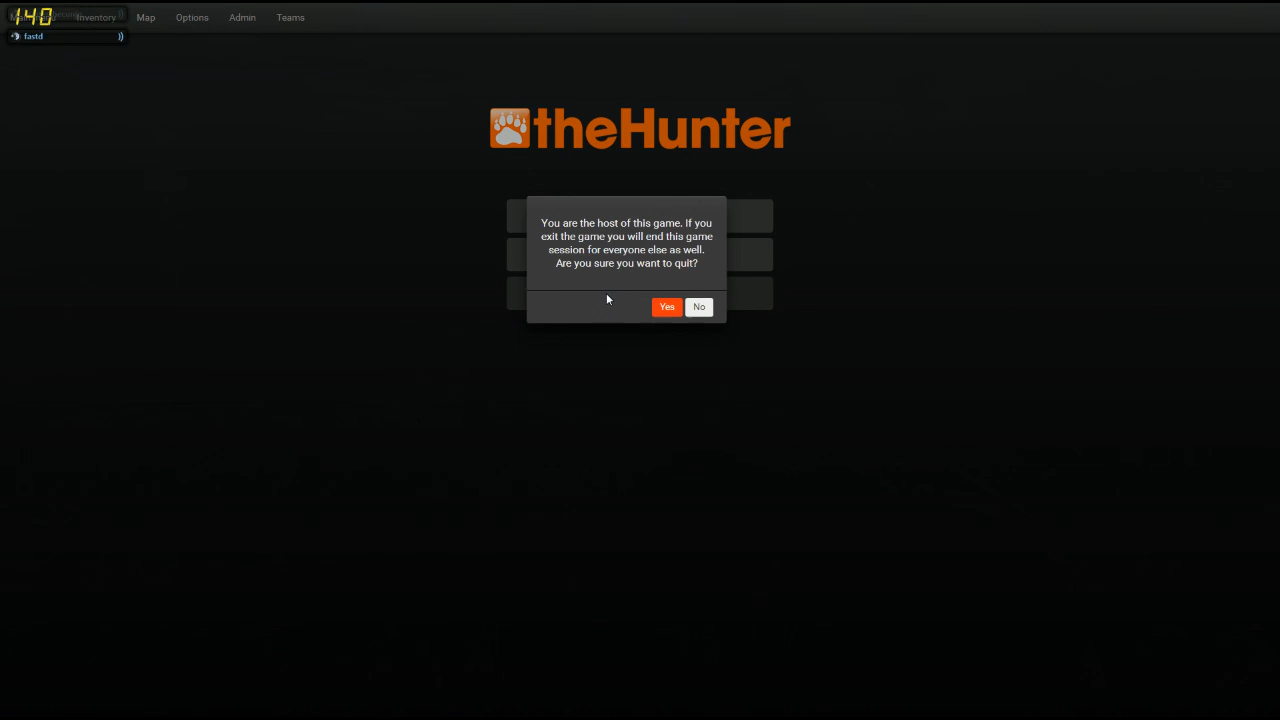 140
Inventory
Map
Options
Admin
Teams
fastd
theHunter
You are the host of this game. If you
exit the game you will end this game
session for everyone else as well.
Are you sure you want to quit?
Yes
No